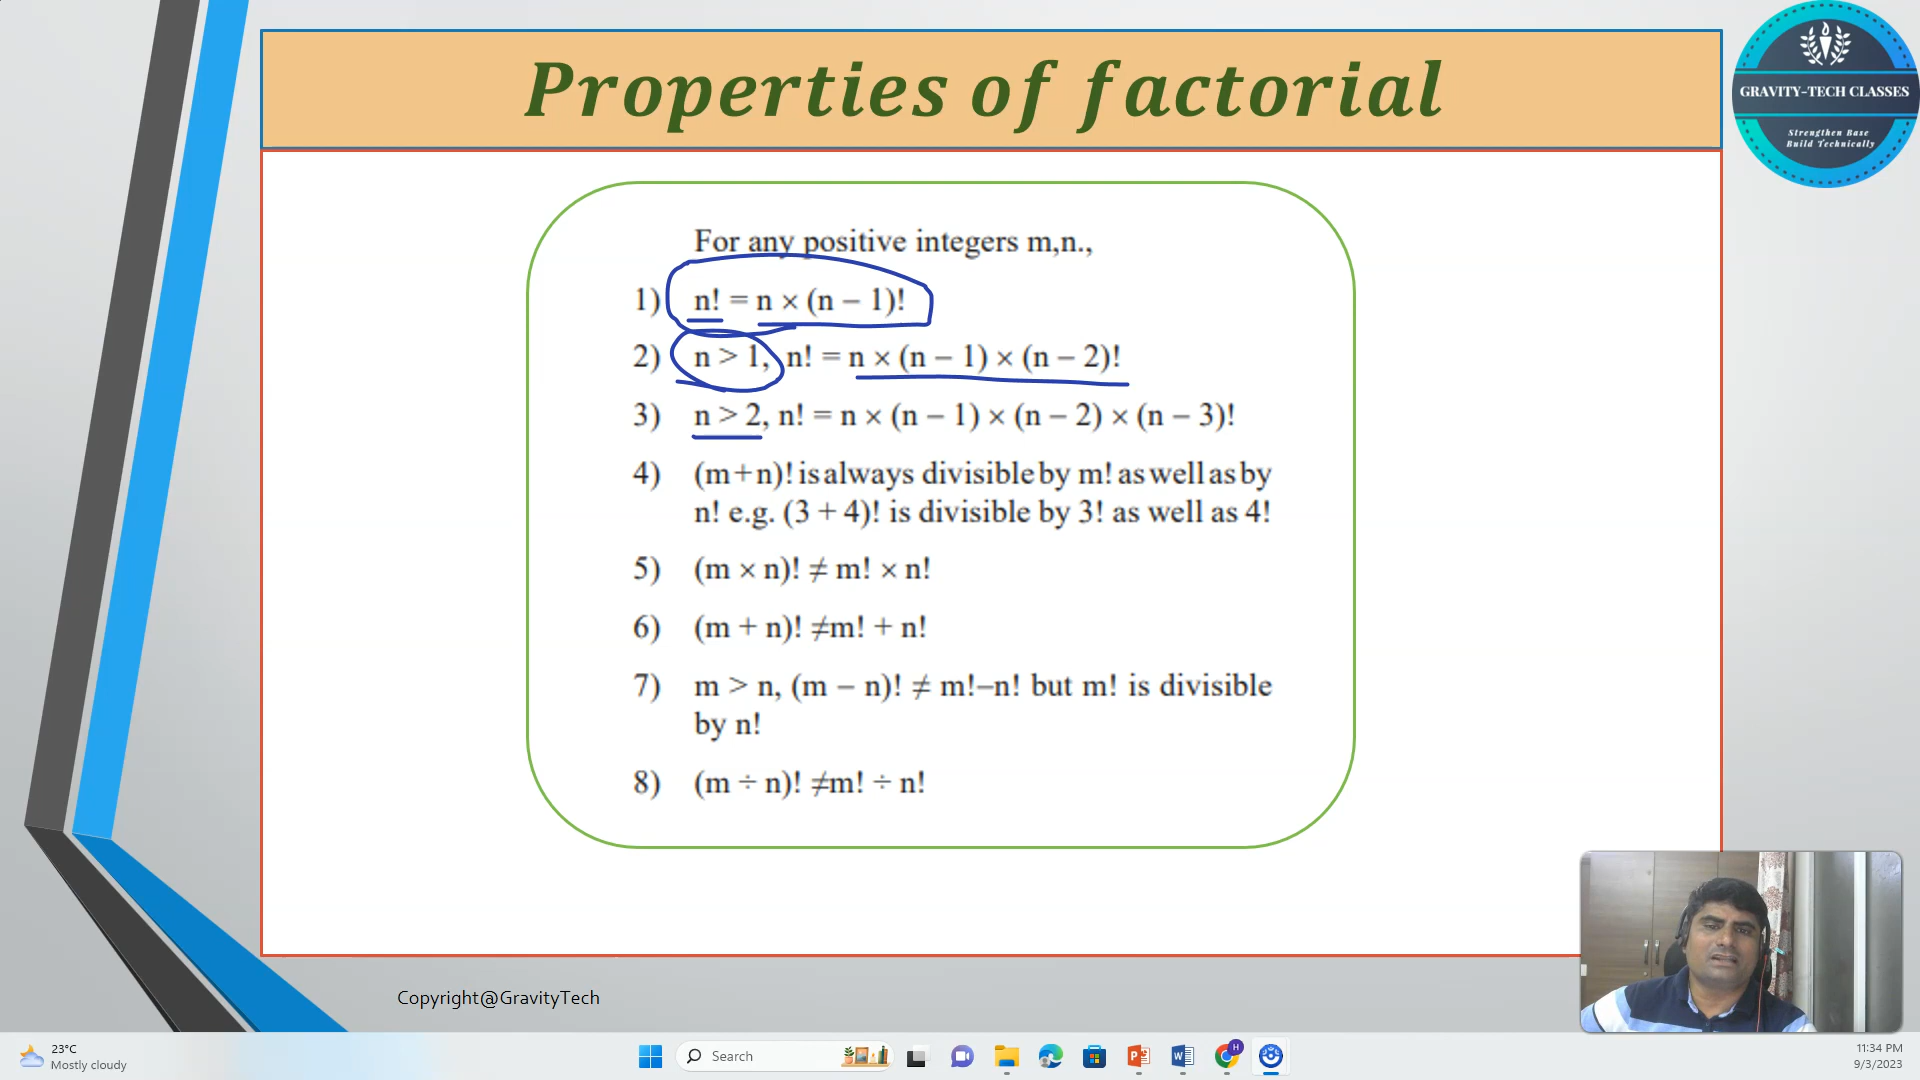 Properties of factorial
GRAVITY-TECH CLASSES
Strengthen Base
Build Technically
For any positive integers m,n.,
1) n! = n × (n – 1)!
2) n > 1, n! = n × (n – 1) × (n – 2)!
3) n > 2, n! = n × (n – 1) × (n – 2) × (n – 3)!
4) (m+n)! is always divisible by m! as well as by
n! e.g. (3 + 4)! is divisible by 3! as well as 4!
5) (m × n)! ≠ m! × n!
6) (m + n)! ≠m! + n!
7) m > n, (m – n)! ≠ m!–n! but m! is divisible
by n!
8) (m ÷ n)! ≠m! ÷ n!
Copyright@GravityTech
23°C
Mostly cloudy
Search
H
11:34 PM
9/3/2023